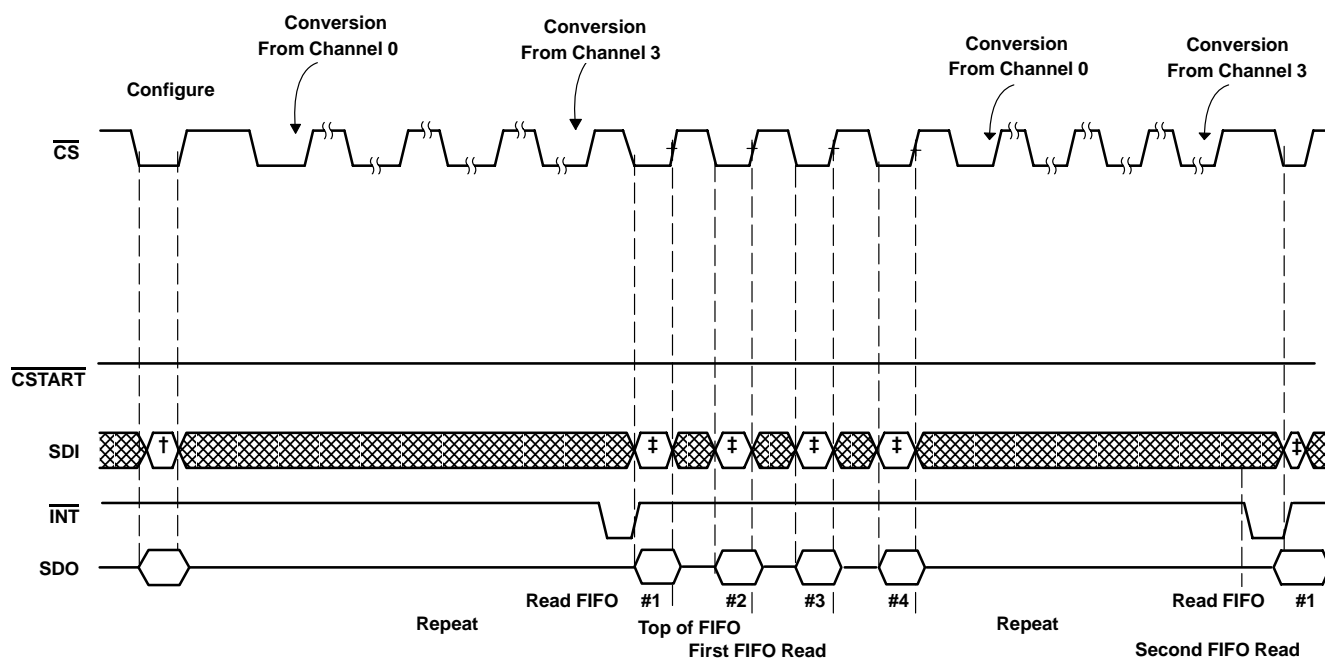 Conversion
From Channel 0
Conversion
From Channel 3
Conversion
From Channel 0
Conversion
From Channel 3
Configure
CS
CSTART
SDI
†
‡
‡
‡
‡
‡
INT
SDO
Read FIFO
#1
#2
#3
#4
Read FIFO
#1
Repeat
Top of FIFO
Repeat
First FIFO Read
Second FIFO Read